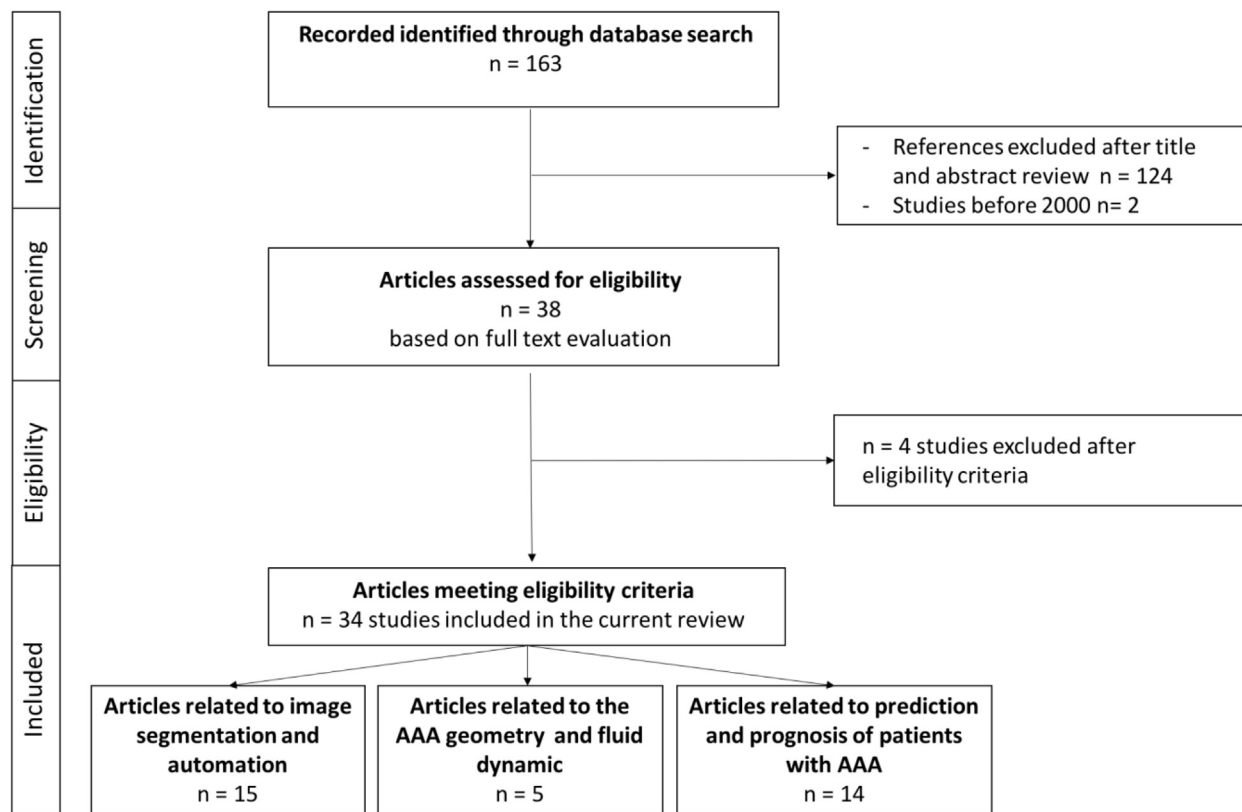 Identification
Recorded identified through database search
n = 163
- References excluded after title
and abstract review n = 124
- Studies before 2000 n= 2
Screening
Articles assessed for eligibility
n = 38
based on full text evaluation
Eligibility
n = 4 studies excluded after
eligibility criteria
Included
Articles meeting eligibility criteria
n = 34 studies included in the current review
Articles related to image
segmentation and
automation
n = 15
Articles related to the
AAA geometry and fluid
dynamic
n = 5
Articles related to prediction
and prognosis of patients
with AAA
n = 14